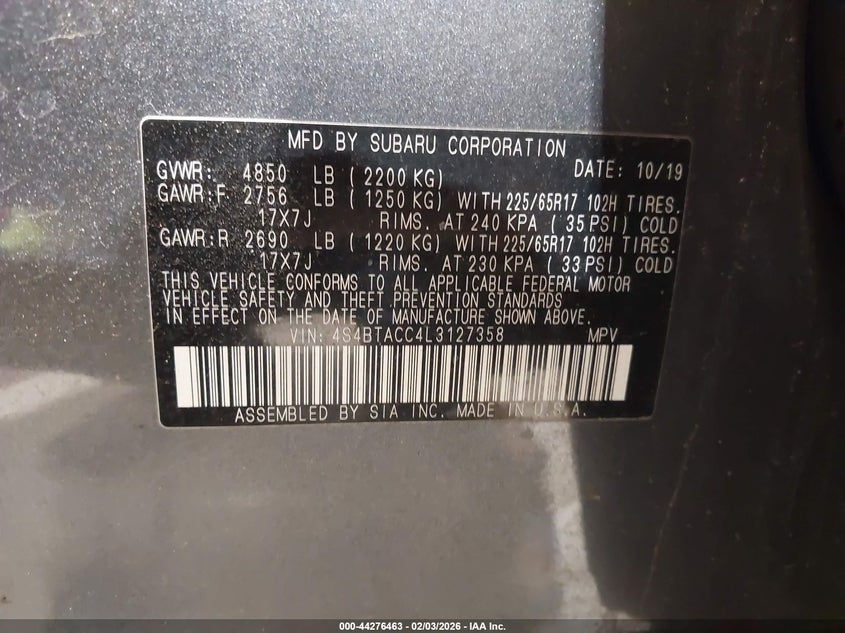 MFD BY SUBARU CORPORATION
GVWR: 4850 LB ( 2200 KG) DATE: 10/19
GAWR:F 2756 LB ( 1250 KG) WITH 225/65R17 102H TIRES.
17X7J RIMS. AT 240 KPA ( 35 PSI) COLD
GAWR:R 2690 LB ( 1220 KG) WITH 225/65R17 102H TIRES.
17X7J RIMS. AT 230 KPA ( 33 PSI) COLD
THIS VEHICLE CONFORMS TO ALL APPLICABLE FEDERAL MOTOR
VEHICLE SAFETY AND THEFT PREVENTION STANDARDS
IN EFFECT ON THE DATE OF MANUFACTURE SHOWN ABOVE.
VIN: 4S4BTACC4L3127358 MPV
ASSEMBLED BY SIA INC. MADE IN U.S.A.
000-44276463 - 02/03/2026 - IAA Inc.